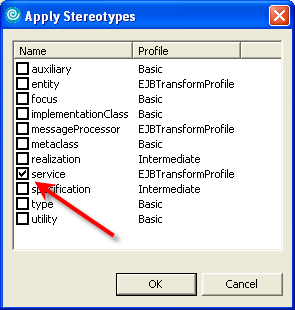 Apply Stereotypes
Name Profile
auxiliary Basic
entity EJBTransformProfile
focus Basic
implementationClass Basic
messageProcessor EJBTransformProfile
metaclass Basic
realization Intermediate
service EJBTransformProfile
specification Intermediate
type Basic
utility Basic
OK Cancel